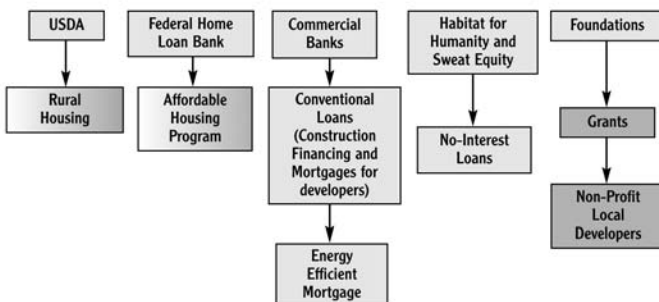 USDA
Federal Home
Loan Bank
Commercial
Banks
Habitat for
Humanity and
Sweat Equity
Foundations
Rural
Housing
Affordable
Housing
Program
Conventional
Loans
(Construction
Financing and
Mortgages for
developers)
No-Interest
Loans
Grants
Non-Profit
Local
Developers
Energy
Efficient
Mortgage